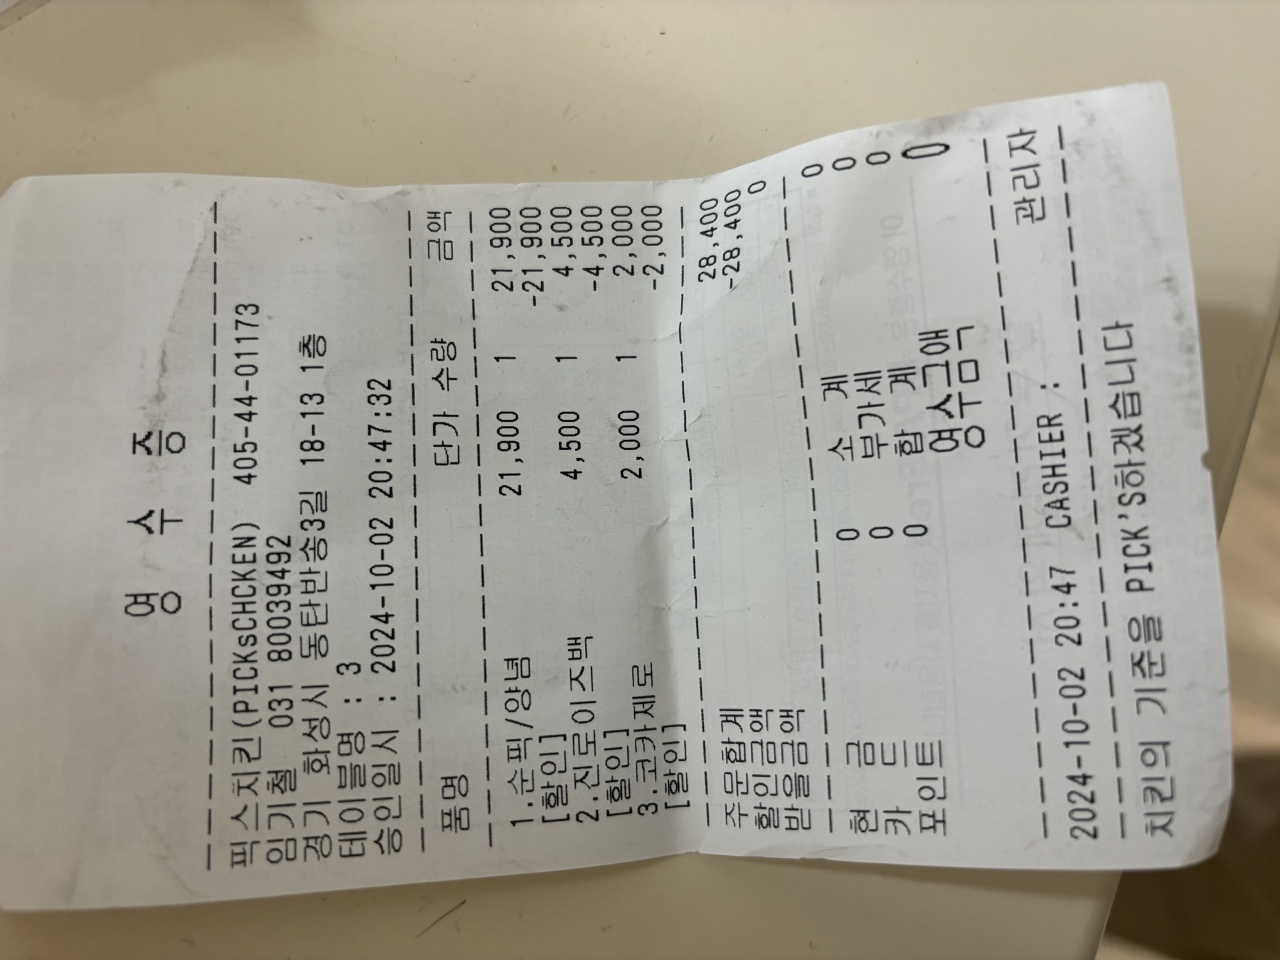 영 수 증
픽스치킨(PICKsCHCKEN) 405-44-01173
임기철 031 80039492
경기 화성시 동탄반송3길 18-13 1층
테이블명 : 3
승인일시 : 2024-10-02 20:47:32
품명 단가 수량 금액
1.순픽/양념 21,900 1 21,900
[할인] -21,900
2.진로이즈백 4,500 1 4,500
[할인] -4,500
3.코카제로 2,000 1 2,000
[할인] -2,000
주문합계 28,400
할인금액 -28,400
받을금액 0
현 금 0 소 계 0
카 드 0 부가세 0
포인트 0 합 계 0
영수금액 0
관리자
2024-10-02 20:47 CASHIER :
치킨의 기준을 PICK'S하겠습니다